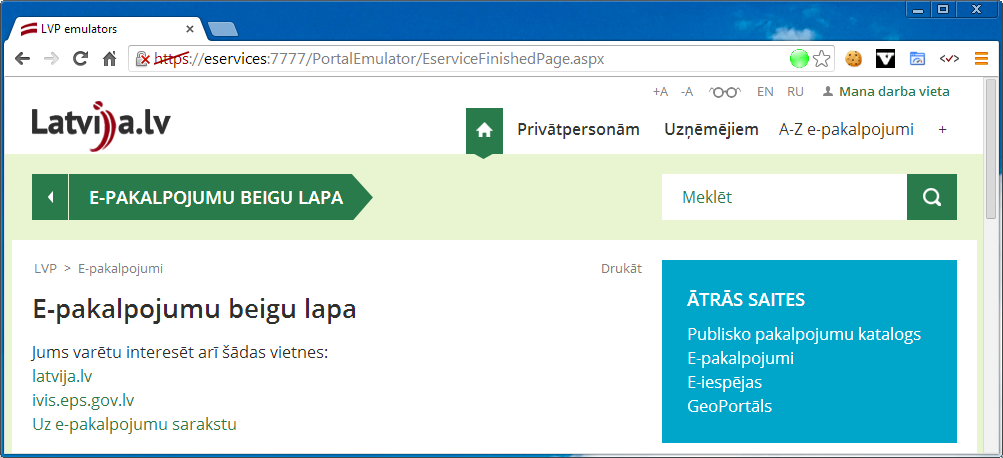 LVP emulators
https://eservices:7777/PortalEmulator/EserviceFinishedPage.aspx
+A -A EN RU Mana darba vieta
Latvija.lv
Privātpersonām Uzņēmējiem A-Z e-pakalpojumi +
E-PAKALPOJUMU BEIGU LAPA
Meklēt
LVP > E-pakalpojumi
Drukāt
E-pakalpojumu beigu lapa
Jums varētu interesēt arī šādas vietnes:
latvija.lv
ivis.eps.gov.lv
Uz e-pakalpojumu sarakstu
ĀTRĀS SAITES
Publisko pakalpojumu katalogs
E-pakalpojumi
E-iespējas
GeoPortāls